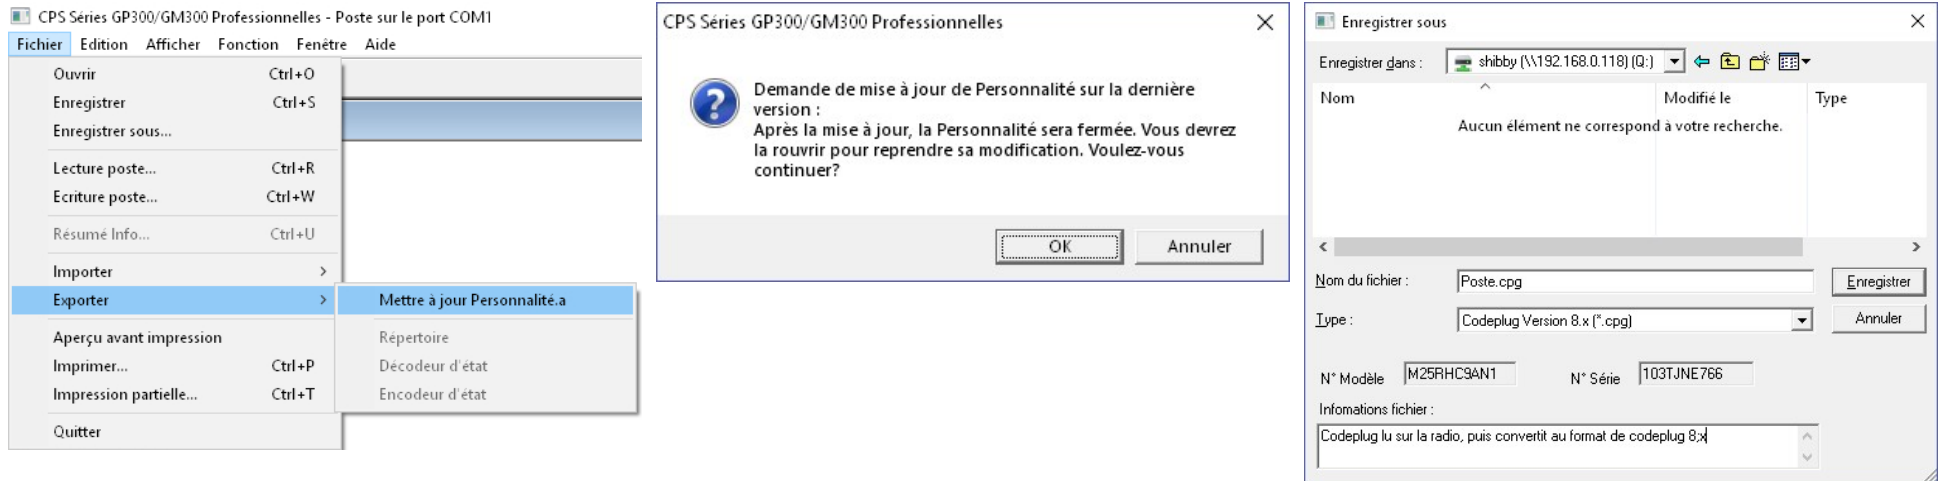 CPS Séries GP300/GM300 Professionnelles - Poste sur le port COM1
Fichier Edition Afficher Fonction Fenêtre Aide
Ouvrir Ctrl+O
Enregistrer Ctrl+S
Enregistrer sous...
Lecture poste... Ctrl+R
Ecriture poste... Ctrl+W
Résumé Info... Ctrl+U
Importer >
Exporter >
Mettre à jour Personnalité.a
Répertoire
Décodeur d'état
Encodeur d'état
Aperçu avant impression
Imprimer... Ctrl+P
Impression partielle... Ctrl+T
Quitter
CPS Séries GP300/GM300 Professionnelles
Demande de mise à jour de Personnalité sur la dernière
version :
Après la mise à jour, la Personnalité sera fermée. Vous devrez
la rouvrir pour reprendre sa modification. Voulez-vous
continuer?
OK Annuler
Enregistrer sous
Enregistrer dans : shibby (\\192.168.0.118) (Q:)
Nom Modifié le Type
Aucun élément ne correspond à votre recherche.
Nom du fichier : Poste.cpg Enregistrer
Type : Codeplug Version 8.x (*.cpg) Annuler
N° Modèle M25RHC9AN1 N° Série 103TJNE766
Infomations fichier :
Codeplug lu sur la radio, puis convertit au format de codeplug 8;x